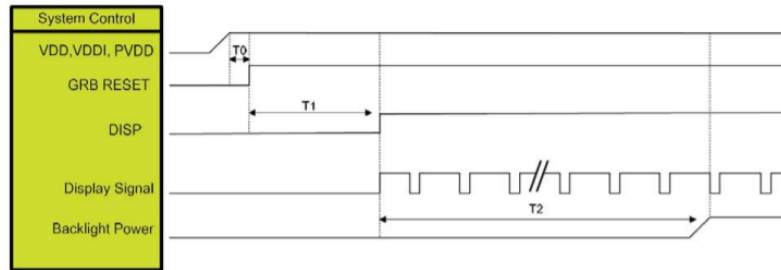 System Control
VDD,VDDI, PVDD
T0
GRB RESET
T1
DISP
Display Signal
T2
Backlight Power